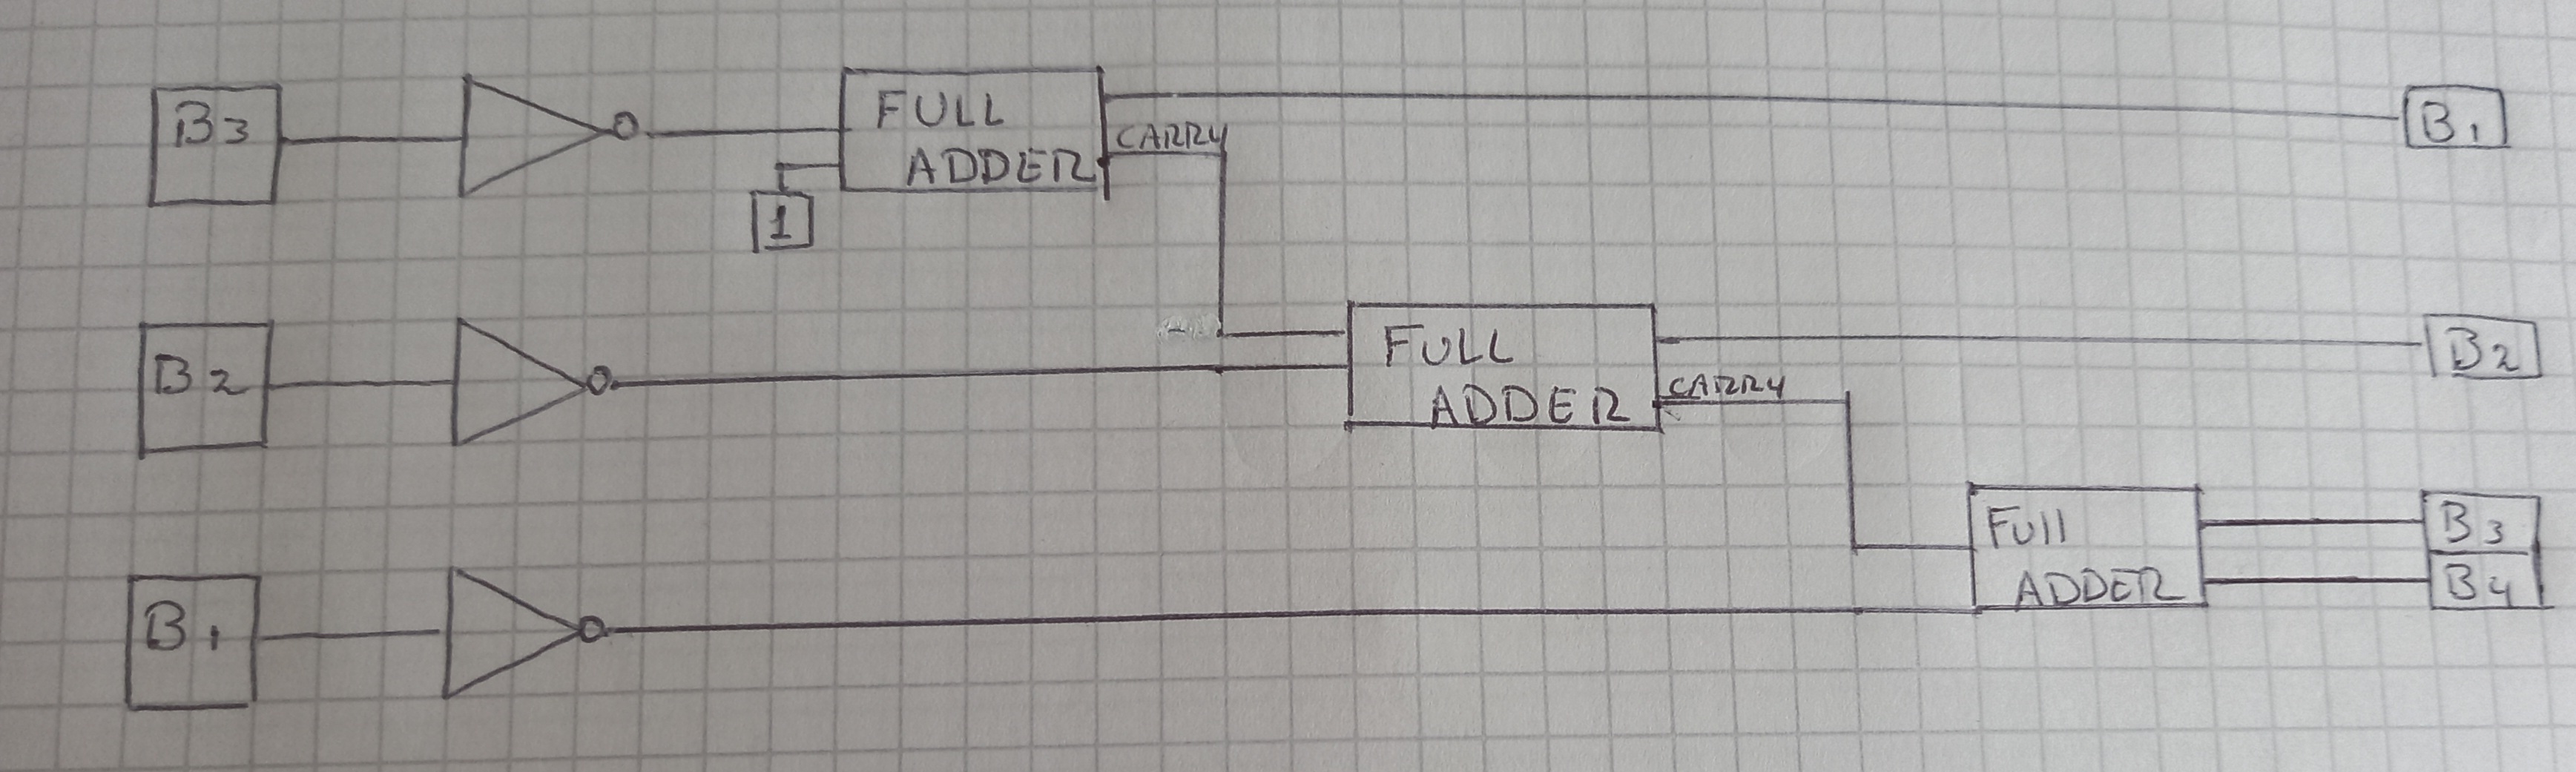 B3
FULL
ADDER
CARRY
B1
1
B2
FULL
ADDER
CARRY
B2
B1
Full
ADDER
B3
B4